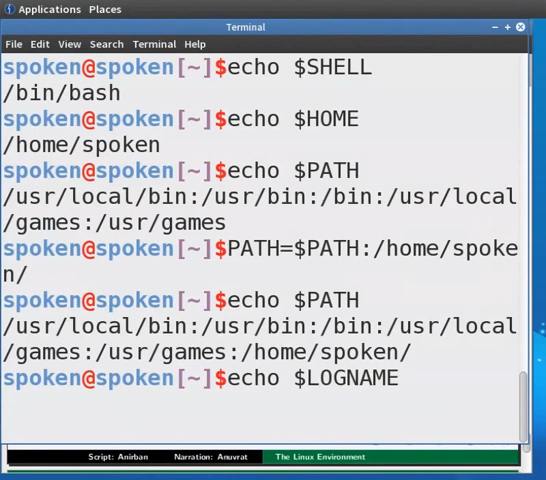 Applications Places
Terminal
File Edit View Search Terminal Help
spoken@spoken[~]$echo $SHELL
/bin/bash
spoken@spoken[~]$echo $HOME
/home/spoken
spoken@spoken[~]$echo $PATH
/usr/local/bin:/usr/bin:/bin:/usr/local
/games:/usr/games
spoken@spoken[~]$PATH=$PATH:/home/spoke
n/
spoken@spoken[~]$echo $PATH
/usr/local/bin:/usr/bin:/bin:/usr/local
/games:/usr/games:/home/spoken/
spoken@spoken[~]$echo $LOGNAME
Script: Anirban Narration: Anuvrat The Linux Environment